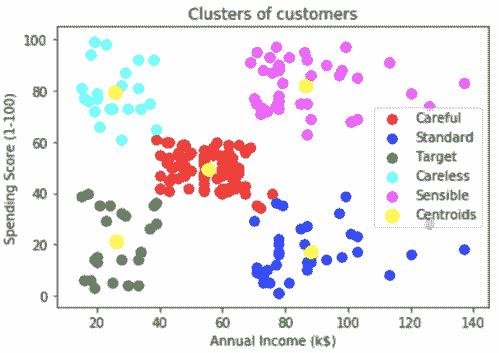 Clusters of customers
Spending Score (1-100)
100
80
60
40
20
0
Careful
Standard
Target
Careless
Sensible
Centroids
20
40
60
80
100
120
140
Annual Income (k$)